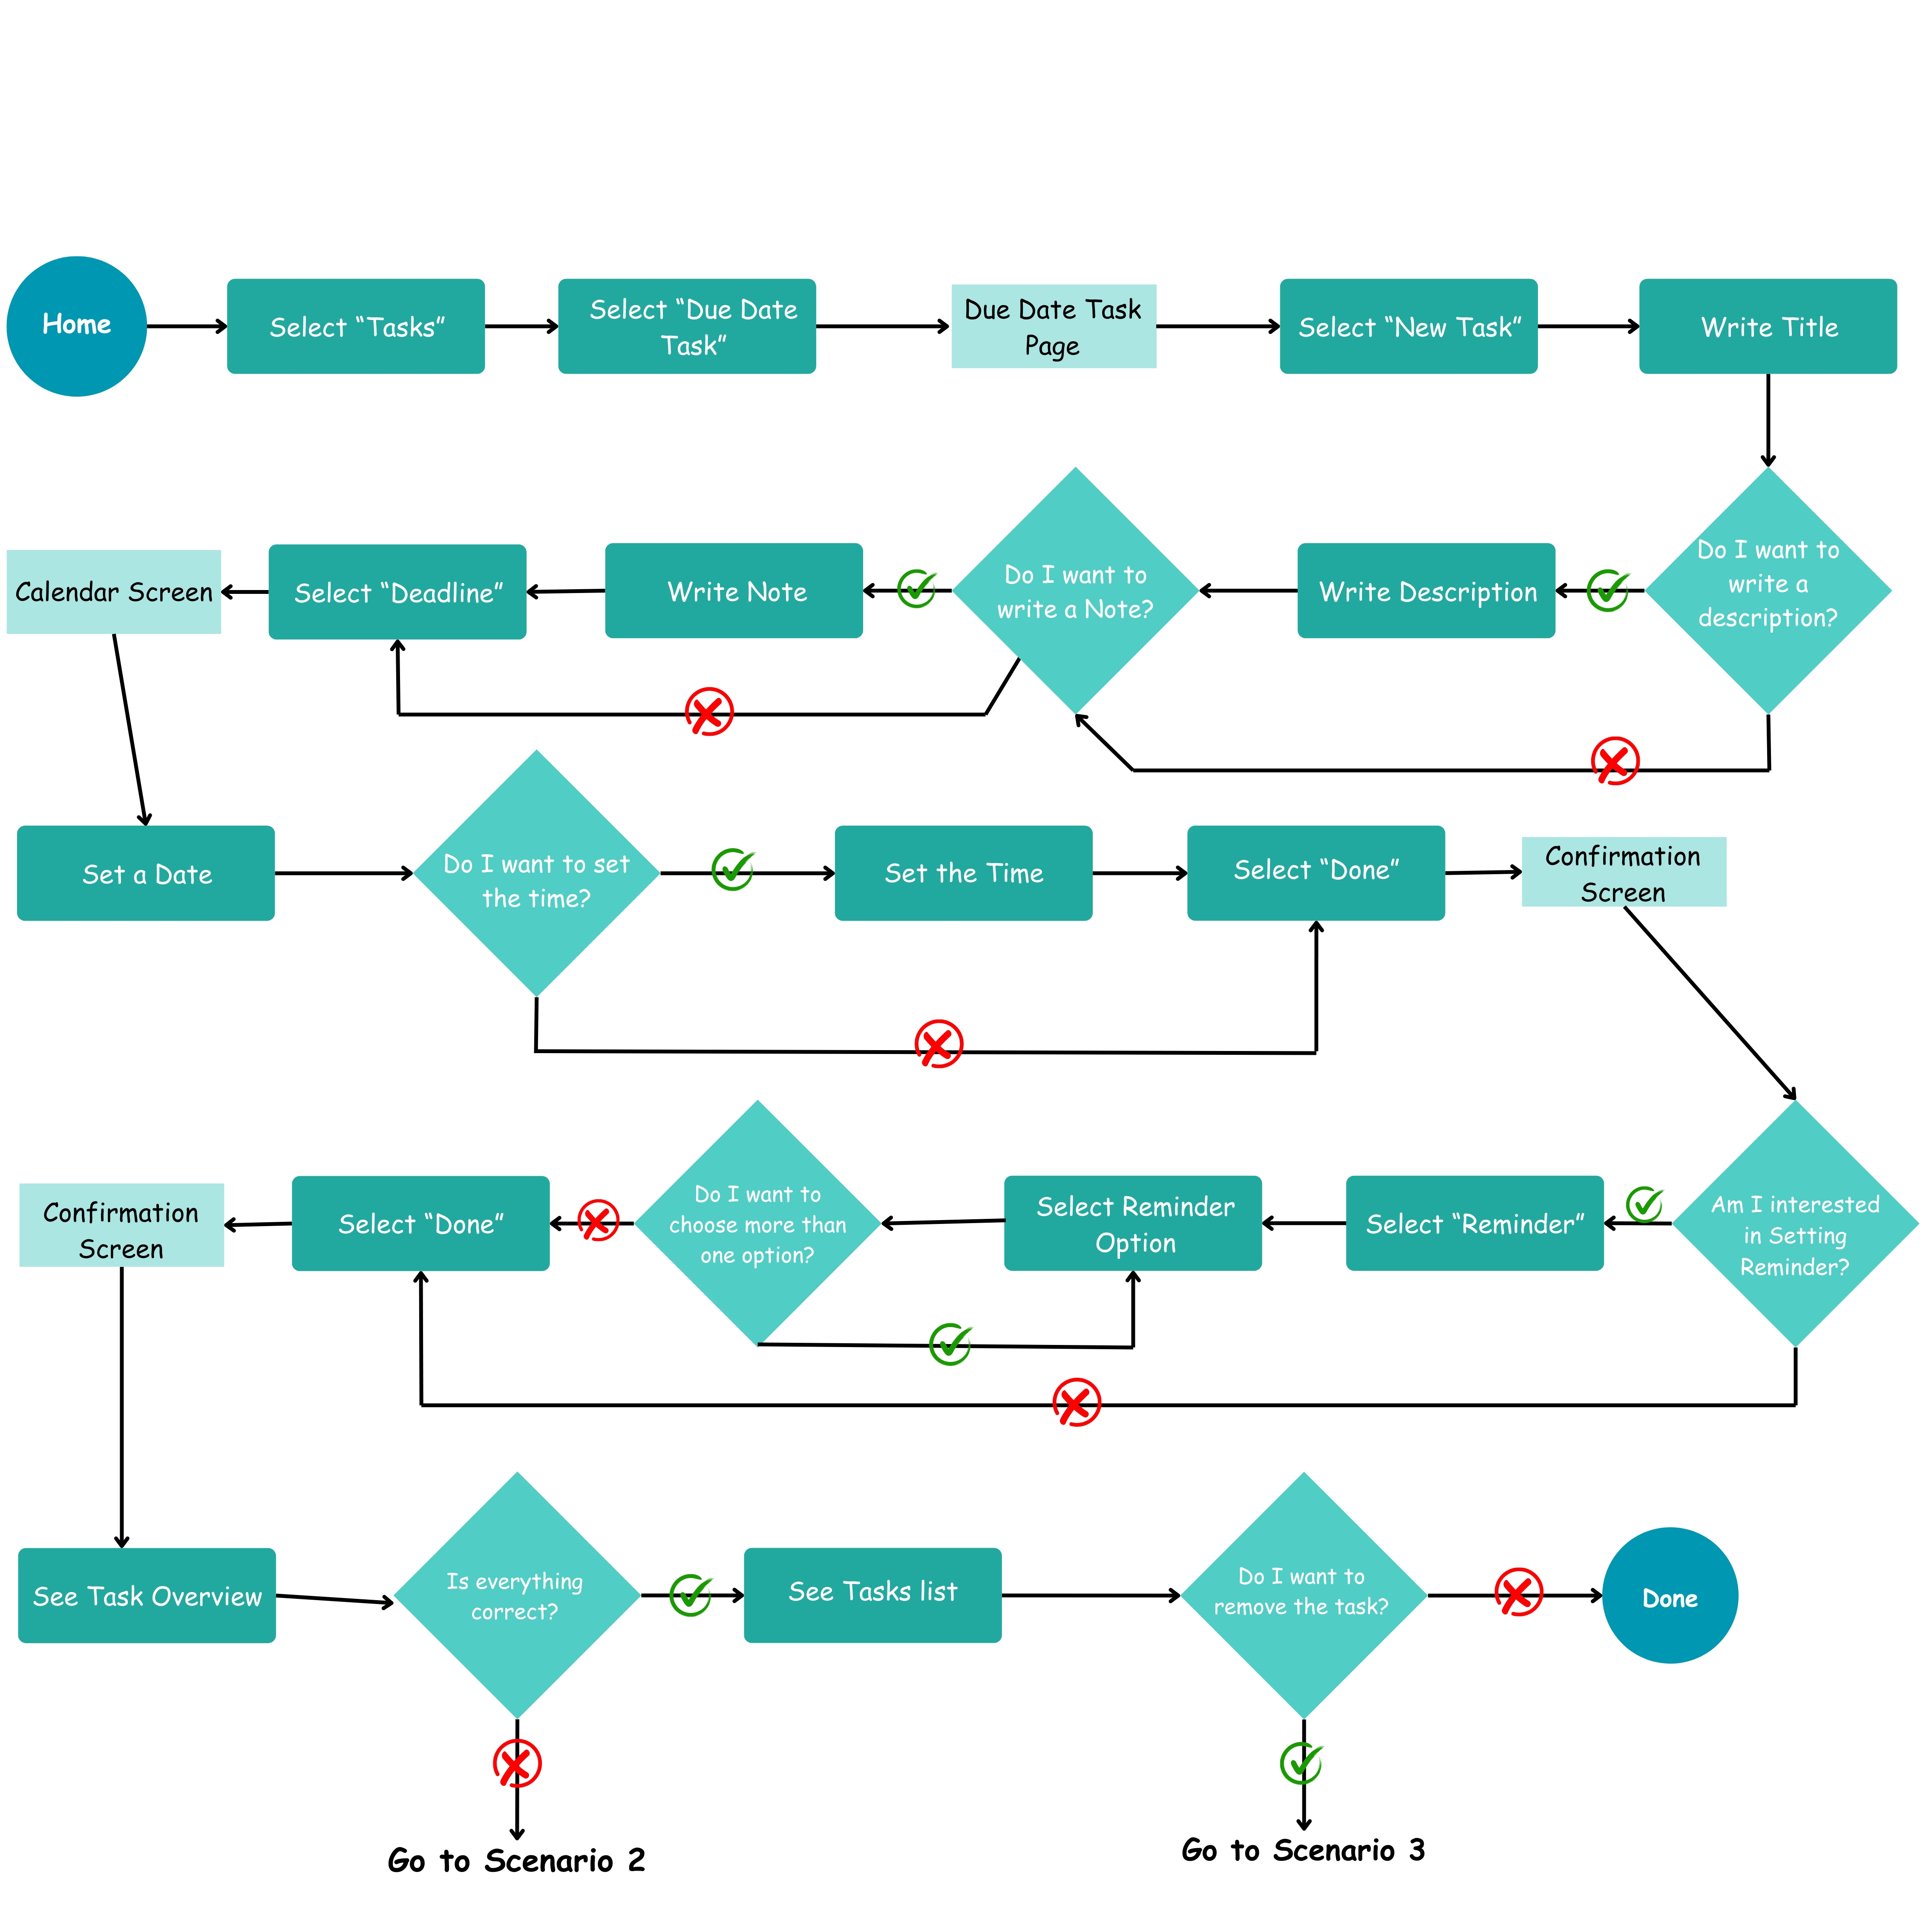 Home
Select “Tasks”
Select “Due Date
Task”
Due Date Task
Page
Select “New Task”
Write Title
Do I want to
write a
description?
Write Description
Do I want to
write a Note?
Write Note
Select “Deadline”
Calendar Screen
Set a Date
Do I want to set
the time?
Set the Time
Select “Done”
Confirmation
Screen
Am I interested
in Setting
Reminder?
Select “Reminder”
Select Reminder
Option
Do I want to
choose more than
one option?
Select “Done”
Confirmation
Screen
See Task Overview
Is everything
correct?
See Tasks list
Do I want to
remove the task?
Done
Go to Scenario 2
Go to Scenario 3